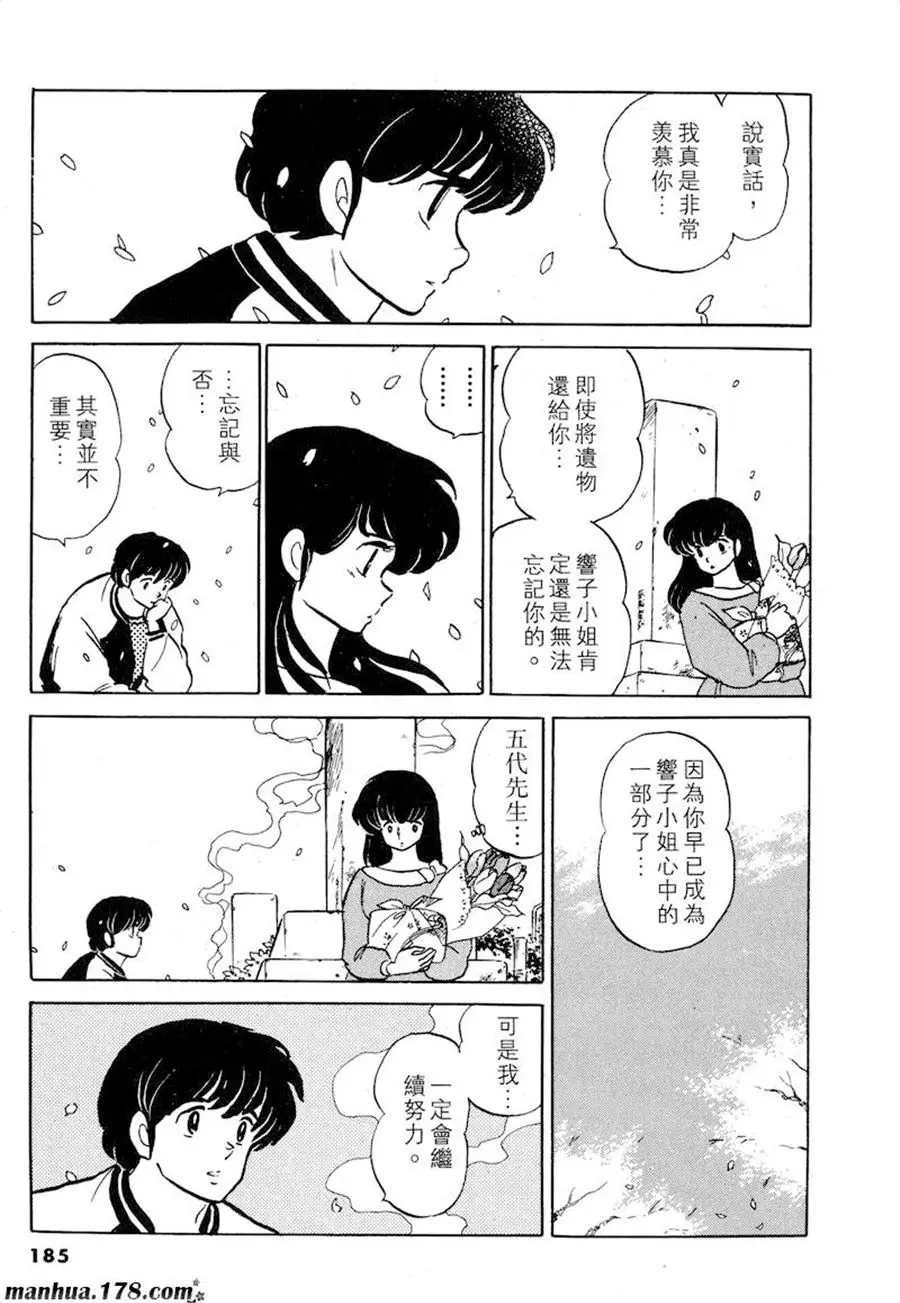 說實話，
我真是非常
羨慕你…
即使將遺物
還給你…
響子小姐肯
定還是無法
忘記你的。
………
…忘記與
否…
其實並不
重要…
因為你早已成為
響子小姐心中的
一部分了…
五代先生…
可是我…
一定會繼
續努力。
185
manhua.178.com